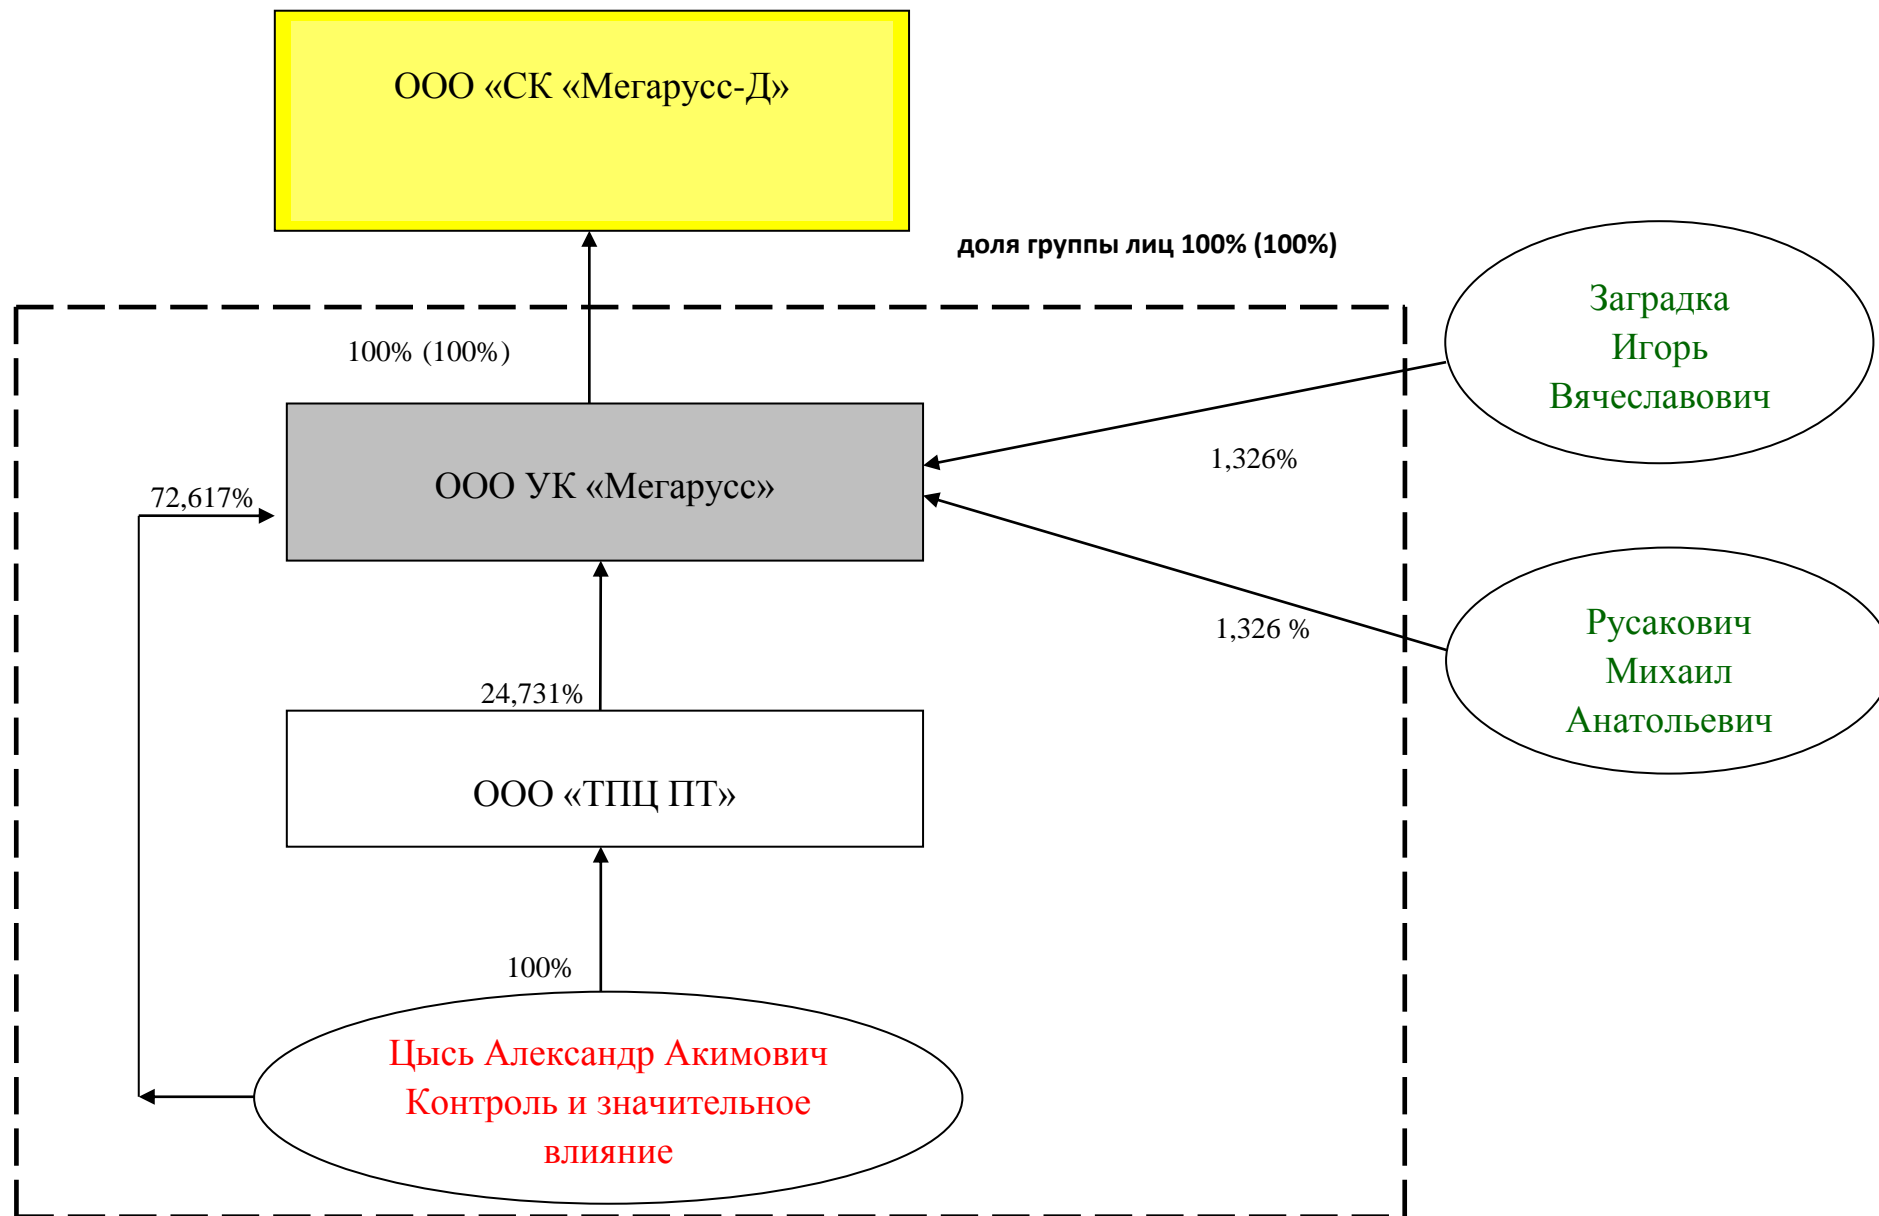 ООО «СК «Мегарусс-Д»
доля группы лиц 100% (100%)
Заградка
Игорь
Вячеславович
100% (100%)
1,326%
ООО УК «Мегарусс»
72,617%
Русакович
Михаил
Анатольевич
1,326 %
24,731%
ООО «ТПЦ ПТ»
100%
Цысь Александр Акимович
Контроль и значительное
влияние